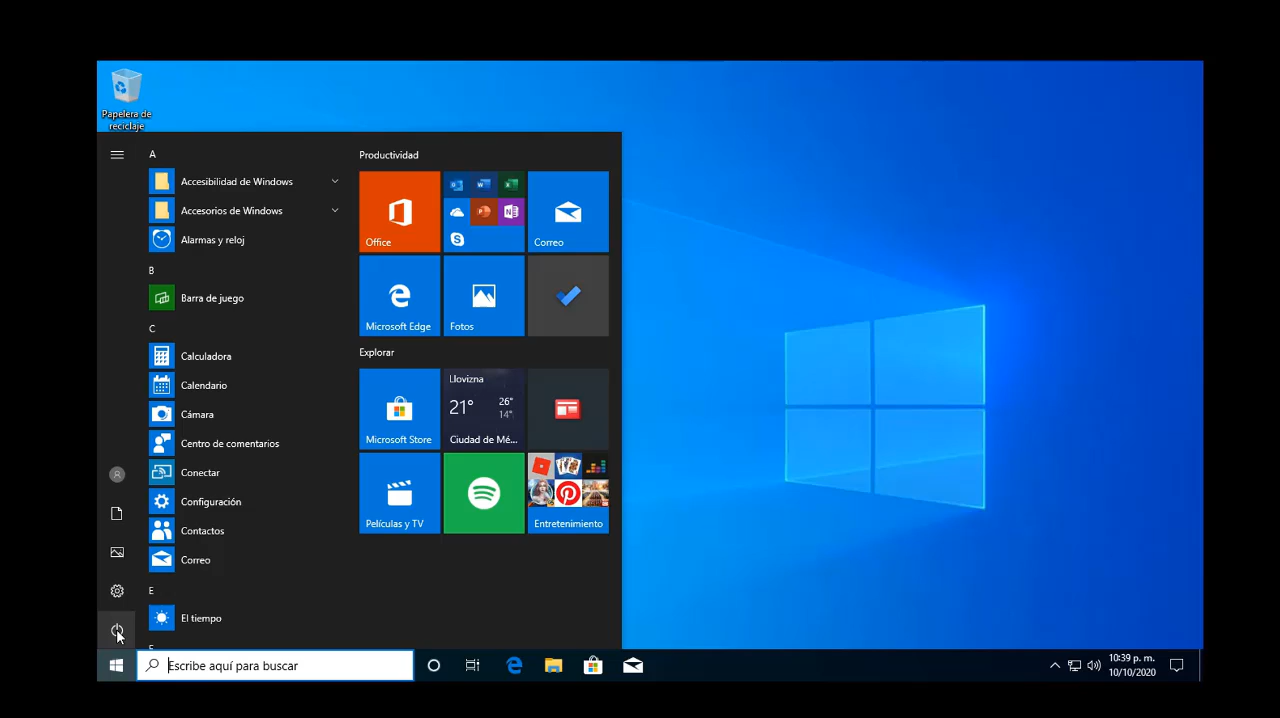 Papelera de
reciclaje
A
Accesibilidad de Windows
Accesorios de Windows
Alarmas y reloj
B
Barra de juego
C
Calculadora
Calendario
Cámara
Centro de comentarios
Conectar
Configuración
Contactos
Correo
E
El tiempo
Productividad
Office
Correo
Microsoft Edge
Fotos
Explorar
Microsoft Store
Llovizna
21°
26°
14°
Ciudad de Mé...
Películas y TV
Entretenimiento
Escribe aquí para buscar
10:39 p. m.
10/10/2020